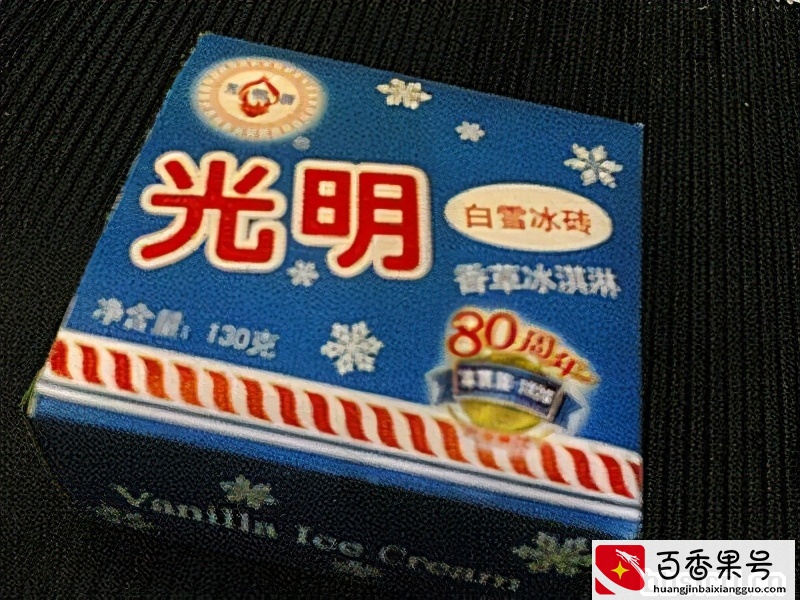 光明
白雪冰砖
香草冰淇淋
净含量：130克
80周年
Vanilla Ice Cream
百香果号
huangjinbaixiangguo.com